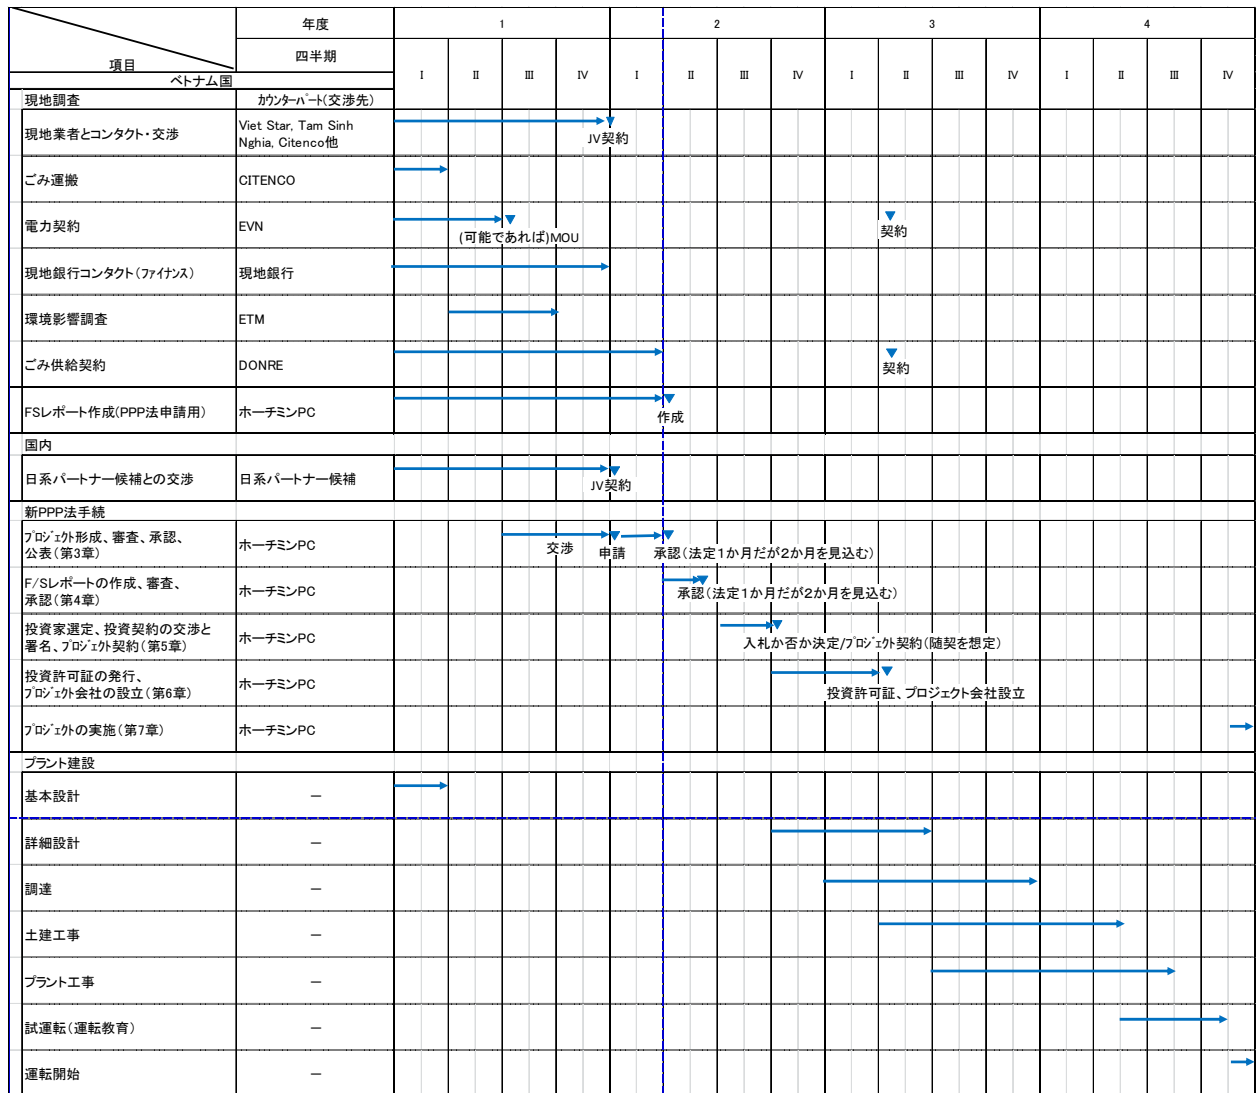 年度 1 2 3 4
項目 四半期 I II III IV I II III IV I II III IV I II III IV
ベトナム国
現地調査 カウンターパート(交渉先)
現地業者とコンタクト・交渉 Viet Star, Tam Sinh
Nghia, Citenco他
JV契約
ごみ運搬 CITENCO
電力契約 EVN
(可能であれば)MOU 契約
現地銀行コンタクト(ファイナンス) 現地銀行
環境影響調査 ETM
ごみ供給契約 DONRE 契約
FSレポート作成(PPP法申請用) ホーチミンPC 作成
国内
日系パートナー候補との交渉 日系パートナー候補 JV契約
新PPP法手続
プロジェクト形成、審査、承認、
公表(第3章) ホーチミンPC 交渉 申請 承認(法定1か月だが2か月を見込む)
F/Sレポートの作成、審査、
承認(第4章) ホーチミンPC 承認(法定1か月だが2か月を見込む)
投資家選定、投資契約の交渉と
署名、プロジェクト契約(第5章) ホーチミンPC 入札か否か決定/プロジェクト契約(随契を想定)
投資許可証の発行、
プロジェクト会社の設立(第6章) ホーチミンPC 投資許可証、プロジェクト会社設立
プロジェクトの実施(第7章) ホーチミンPC
プラント建設
基本設計 －
詳細設計 －
調達 －
土建工事 －
プラント工事 －
試運転(運転教育) －
運転開始 －